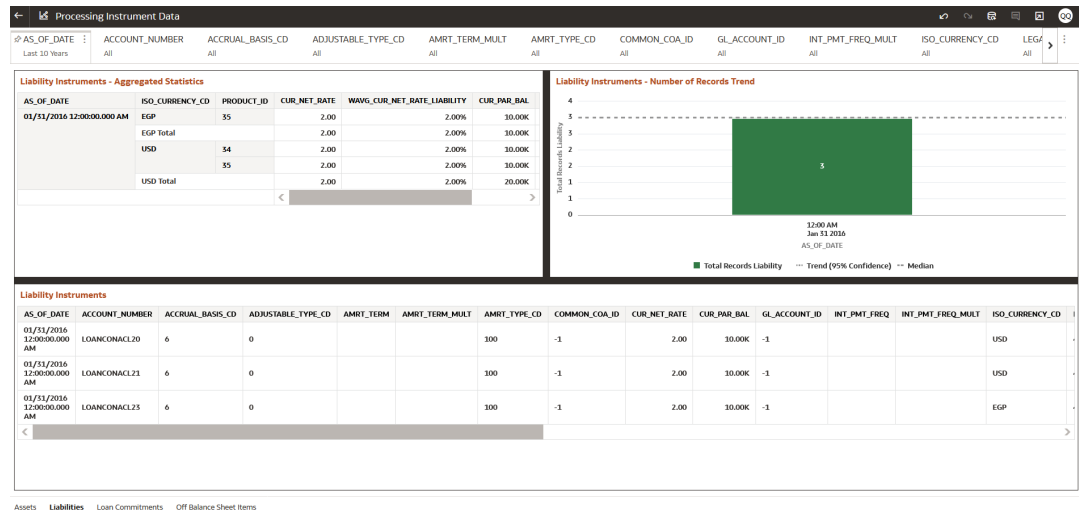 Processing Instrument Data
QQ
AS_OF_DATE ACCOUNT_NUMBER ACCRUAL_BASIS_CD ADJUSTABLE_TYPE_CD AMRT_TERM_MULT AMRT_TYPE_CD COMMON_COA_ID GL_ACCOUNT_ID INT_PMT_FREQ_MULT ISO_CURRENCY_CD LEGA
Last 10 Years All All All All All All All All All All
Liability Instruments - Aggregated Statistics
AS_OF_DATE ISO_CURRENCY_CD PRODUCT_ID CUR_NET_RATE WAVG_CUR_NET_RATE_LIABILITY CUR_PAR_BAL
01/31/2016 12:00:00.000 AM EGP 35 2.00 2.00% 10.00K
EGP Total 2.00 2.00% 10.00K
USD 34 2.00 2.00% 10.00K
35 2.00 2.00% 10.00K
USD Total 2.00 2.00% 20.00K
Liability Instruments - Number of Records Trend
Total Records Liability
4
3
3
2
2
1
1
0
3
12:00 AM
Jan 31 2016
AS_OF_DATE
Total Records Liability Trend (95% Confidence) Median
Liability Instruments
AS_OF_DATE ACCOUNT_NUMBER ACCRUAL_BASIS_CD ADJUSTABLE_TYPE_CD AMRT_TERM AMRT_TERM_MULT AMRT_TYPE_CD COMMON_COA_ID CUR_NET_RATE CUR_PAR_BAL GL_ACCOUNT_ID INT_PMT_FREQ INT_PMT_FREQ_MULT ISO_CURRENCY_CD
01/31/2016
12:00:00.000 LOANCONACL20 6 0 100 -1 2.00 10.00K -1 USD
AM
01/31/2016
12:00:00.000 LOANCONACL21 6 0 100 -1 2.00 10.00K -1 USD
AM
01/31/2016
12:00:00.000 LOANCONACL23 6 0 100 -1 2.00 10.00K -1 EGP
AM
Assets Liabilities Loan Commitments Off Balance Sheet Items